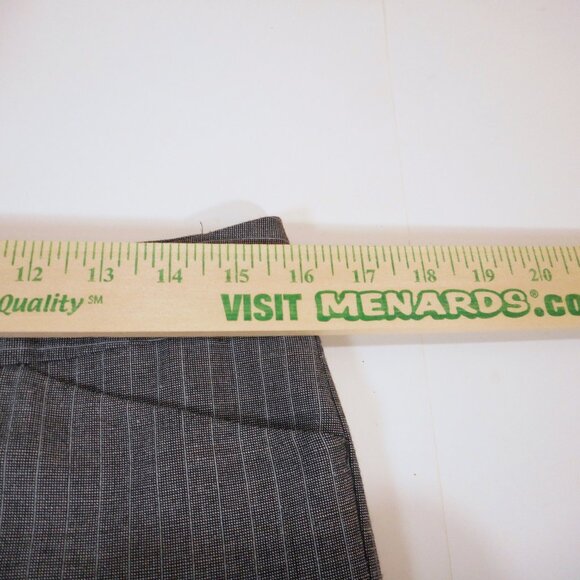 12 13 14 15 16 17 18 19 20
Quality SM VISIT MENARDS®.CO